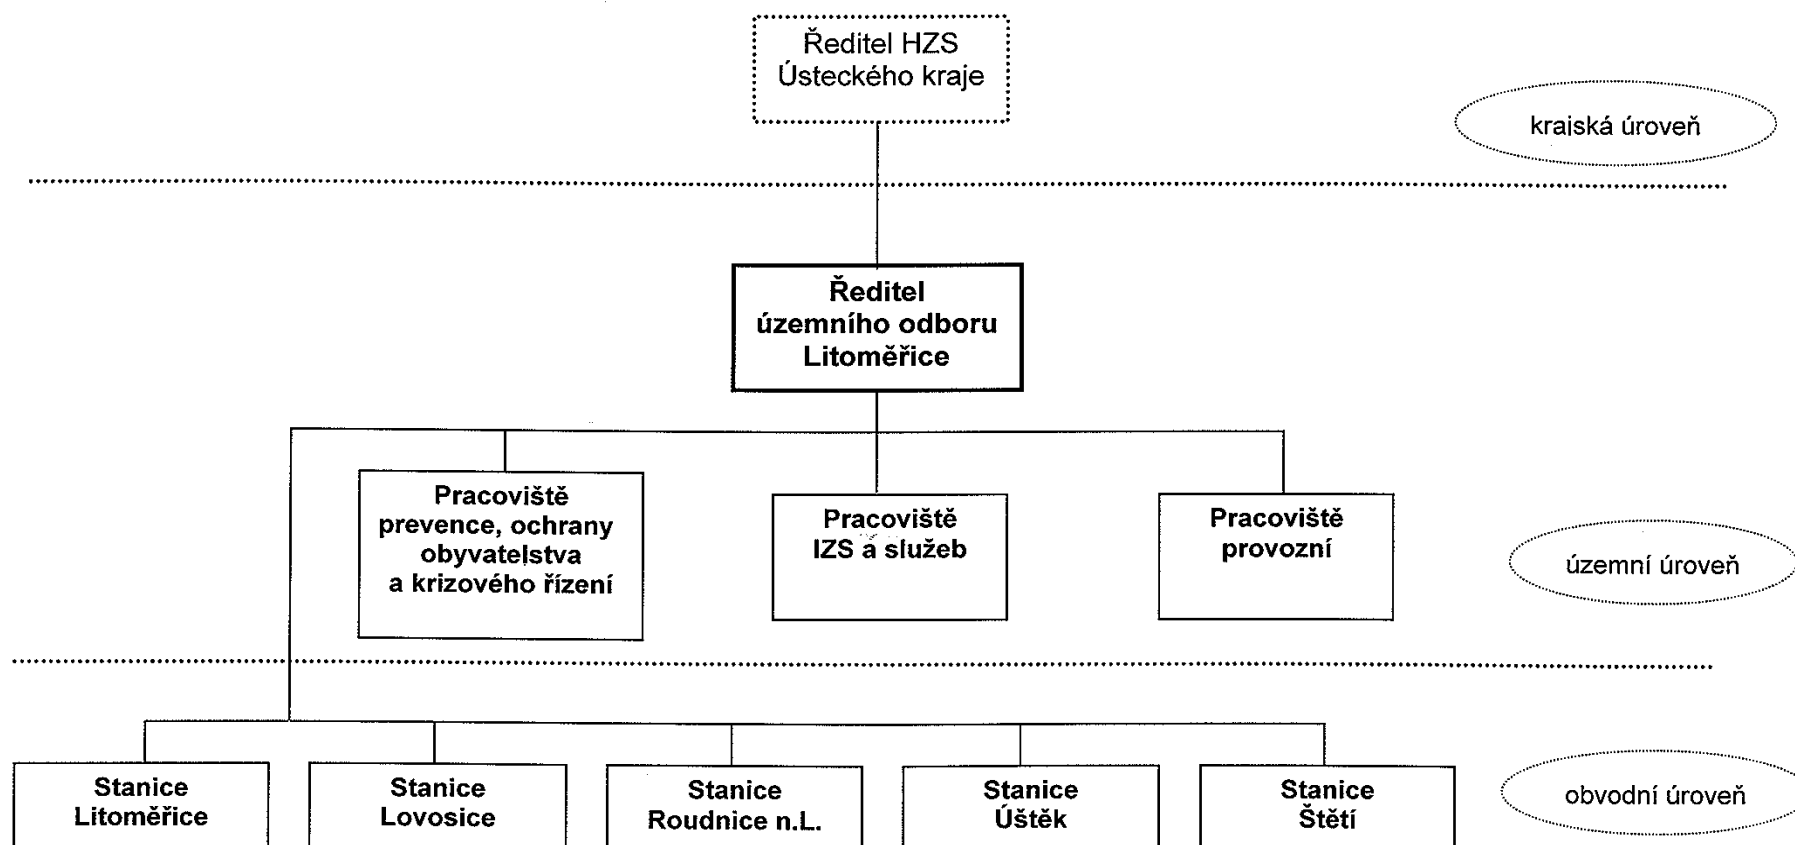 Ředitel HZS
Ústeckého kraje
krajská úroveň
Ředitel
územního odboru
Litoměřice
Pracoviště
prevence, ochrany
obyvatelstva
a krizového řízení
Pracoviště
IZS a služeb
Pracoviště
provozní
územní úroveň
Stanice
Litoměřice
Stanice
Lovosice
Stanice
Roudnice n.L.
Stanice
Úštěk
Stanice
Štětí
obvodní úroveň